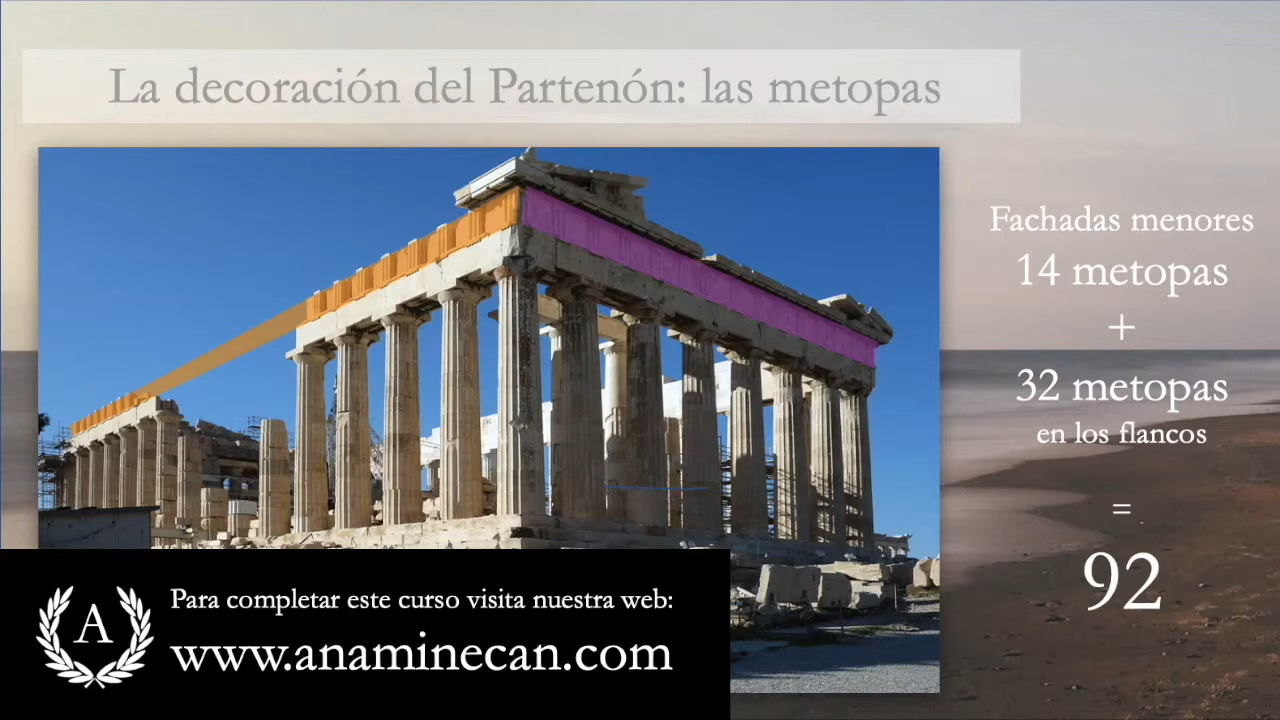 La decoración del Partenón: las metopas
Fachadas menores
14 metopas
+
32 metopas
en los flancos
=
92
A
Para completar este curso visita nuestra web:
www.anaminecan.com